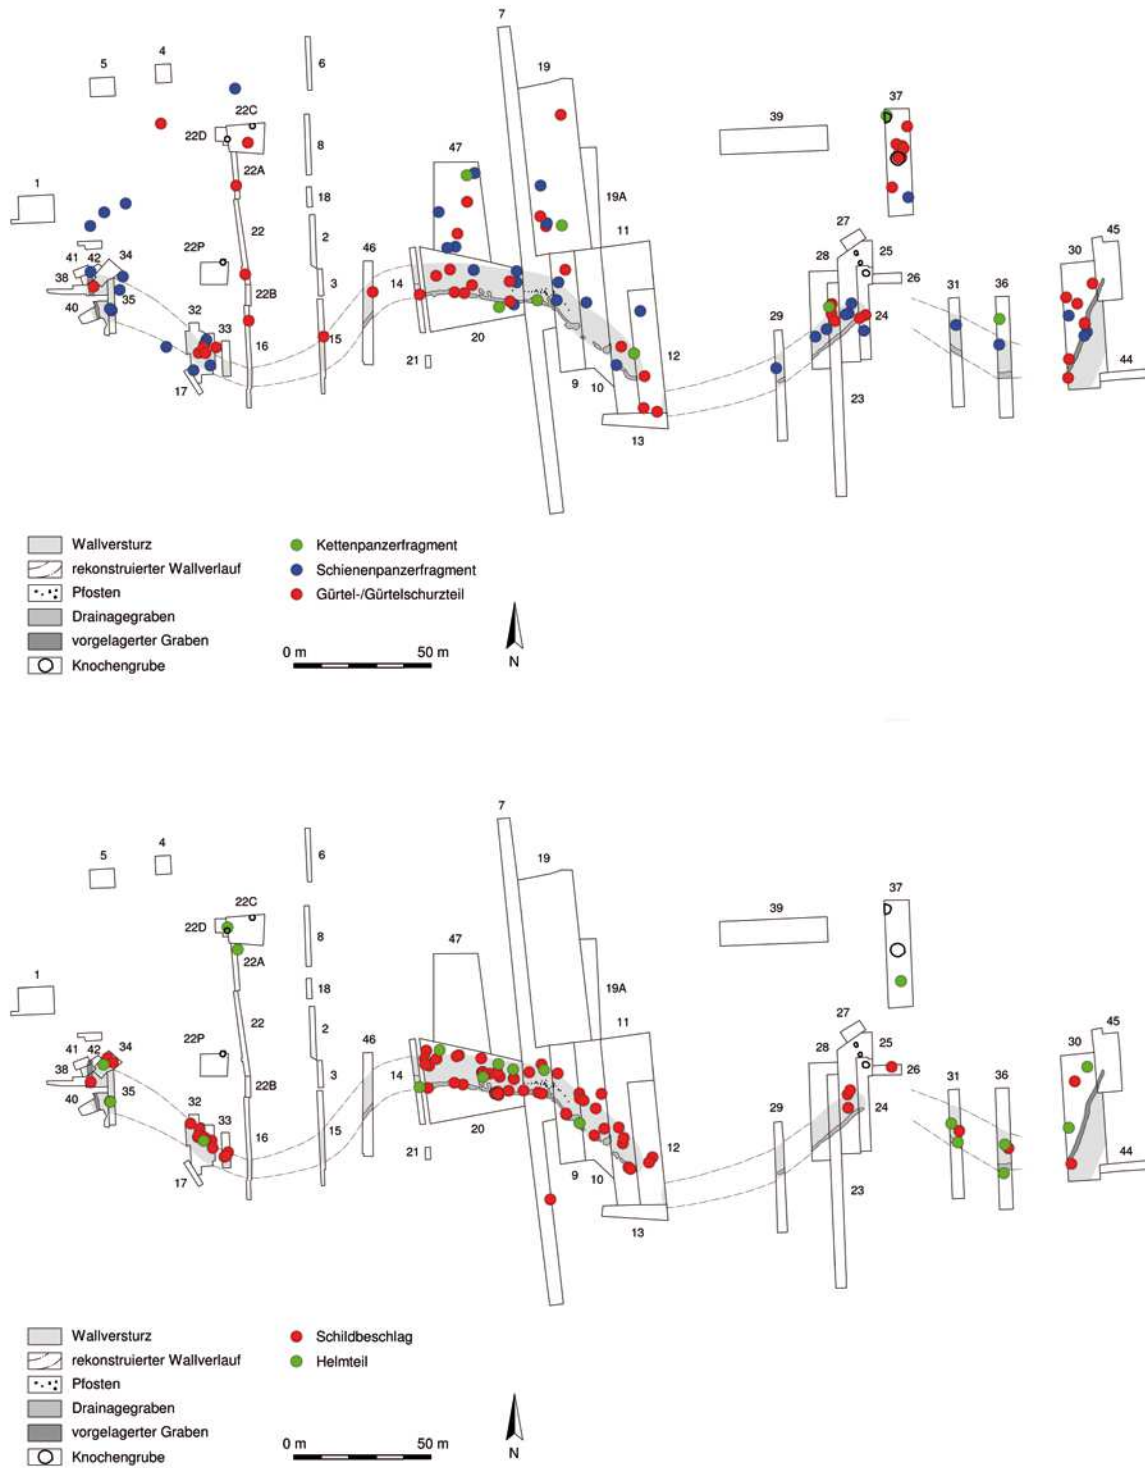 7
4
6
5
19
37
22C
39
22D
8
47
22A
1
18
19A
27
45
22
2
11
34
22P
46
28
25
30
41
42
38
3
14
26
35
22B
31
36
40
32
33
24
29
15
20
12
16
21
9
10
17
44
23
13
Wallversturz
rekonstruierter Wallverlauf
Pfosten
Drainagegraben
vorgelagerter Graben
Knochengrube
Kettenpanzerfragment
Schienenpanzerfragment
Gürtel-/Gürtelschurzteil
0 m 50 m
N
7
4
6
5
19
37
22C
39
22D
8
47
22A
1
18
19A
27
45
22
2
11
34
22P
46
28
25
30
41
42
38
3
14
26
35
22B
31
36
40
32
33
24
29
15
20
12
16
21
9
10
17
44
23
13
Wallversturz
rekonstruierter Wallverlauf
Pfosten
Drainagegraben
vorgelagerter Graben
Knochengrube
Schildbeschlag
Helmteil
0 m 50 m
N